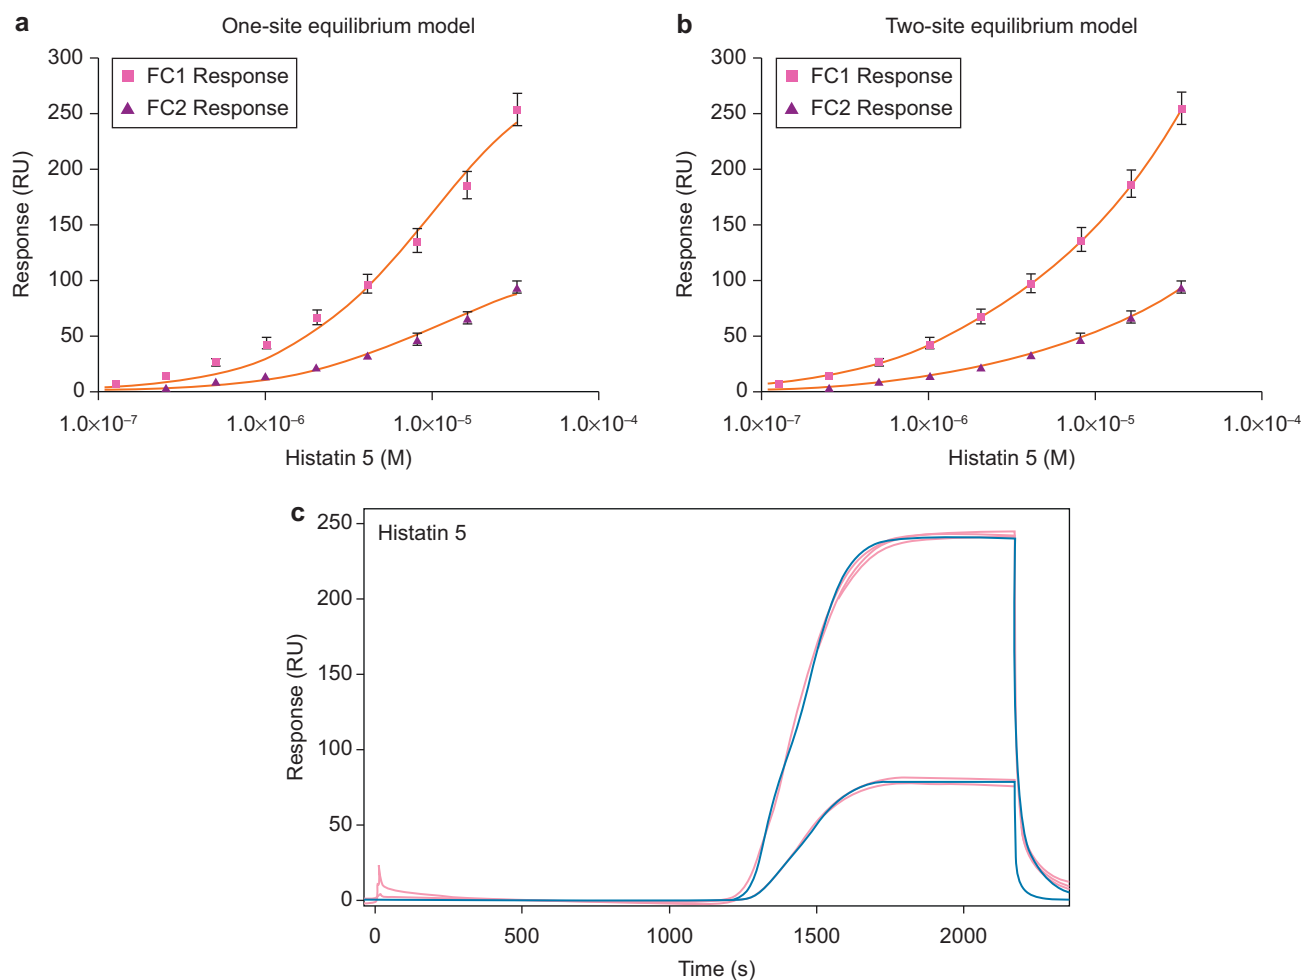 a
One-site equilibrium model
FC1 Response
FC2 Response
300
250
200
150
100
50
0
Response (RU)
1.0×10⁻⁷
1.0×10⁻⁶
1.0×10⁻⁵
1.0×10⁻⁴
Histatin 5 (M)
b
Two-site equilibrium model
FC1 Response
FC2 Response
300
250
200
150
100
50
0
Response (RU)
1.0×10⁻⁷
1.0×10⁻⁶
1.0×10⁻⁵
1.0×10⁻⁴
Histatin 5 (M)
c
Histatin 5
250
200
150
100
50
0
Response (RU)
0
500
1000
1500
2000
Time (s)